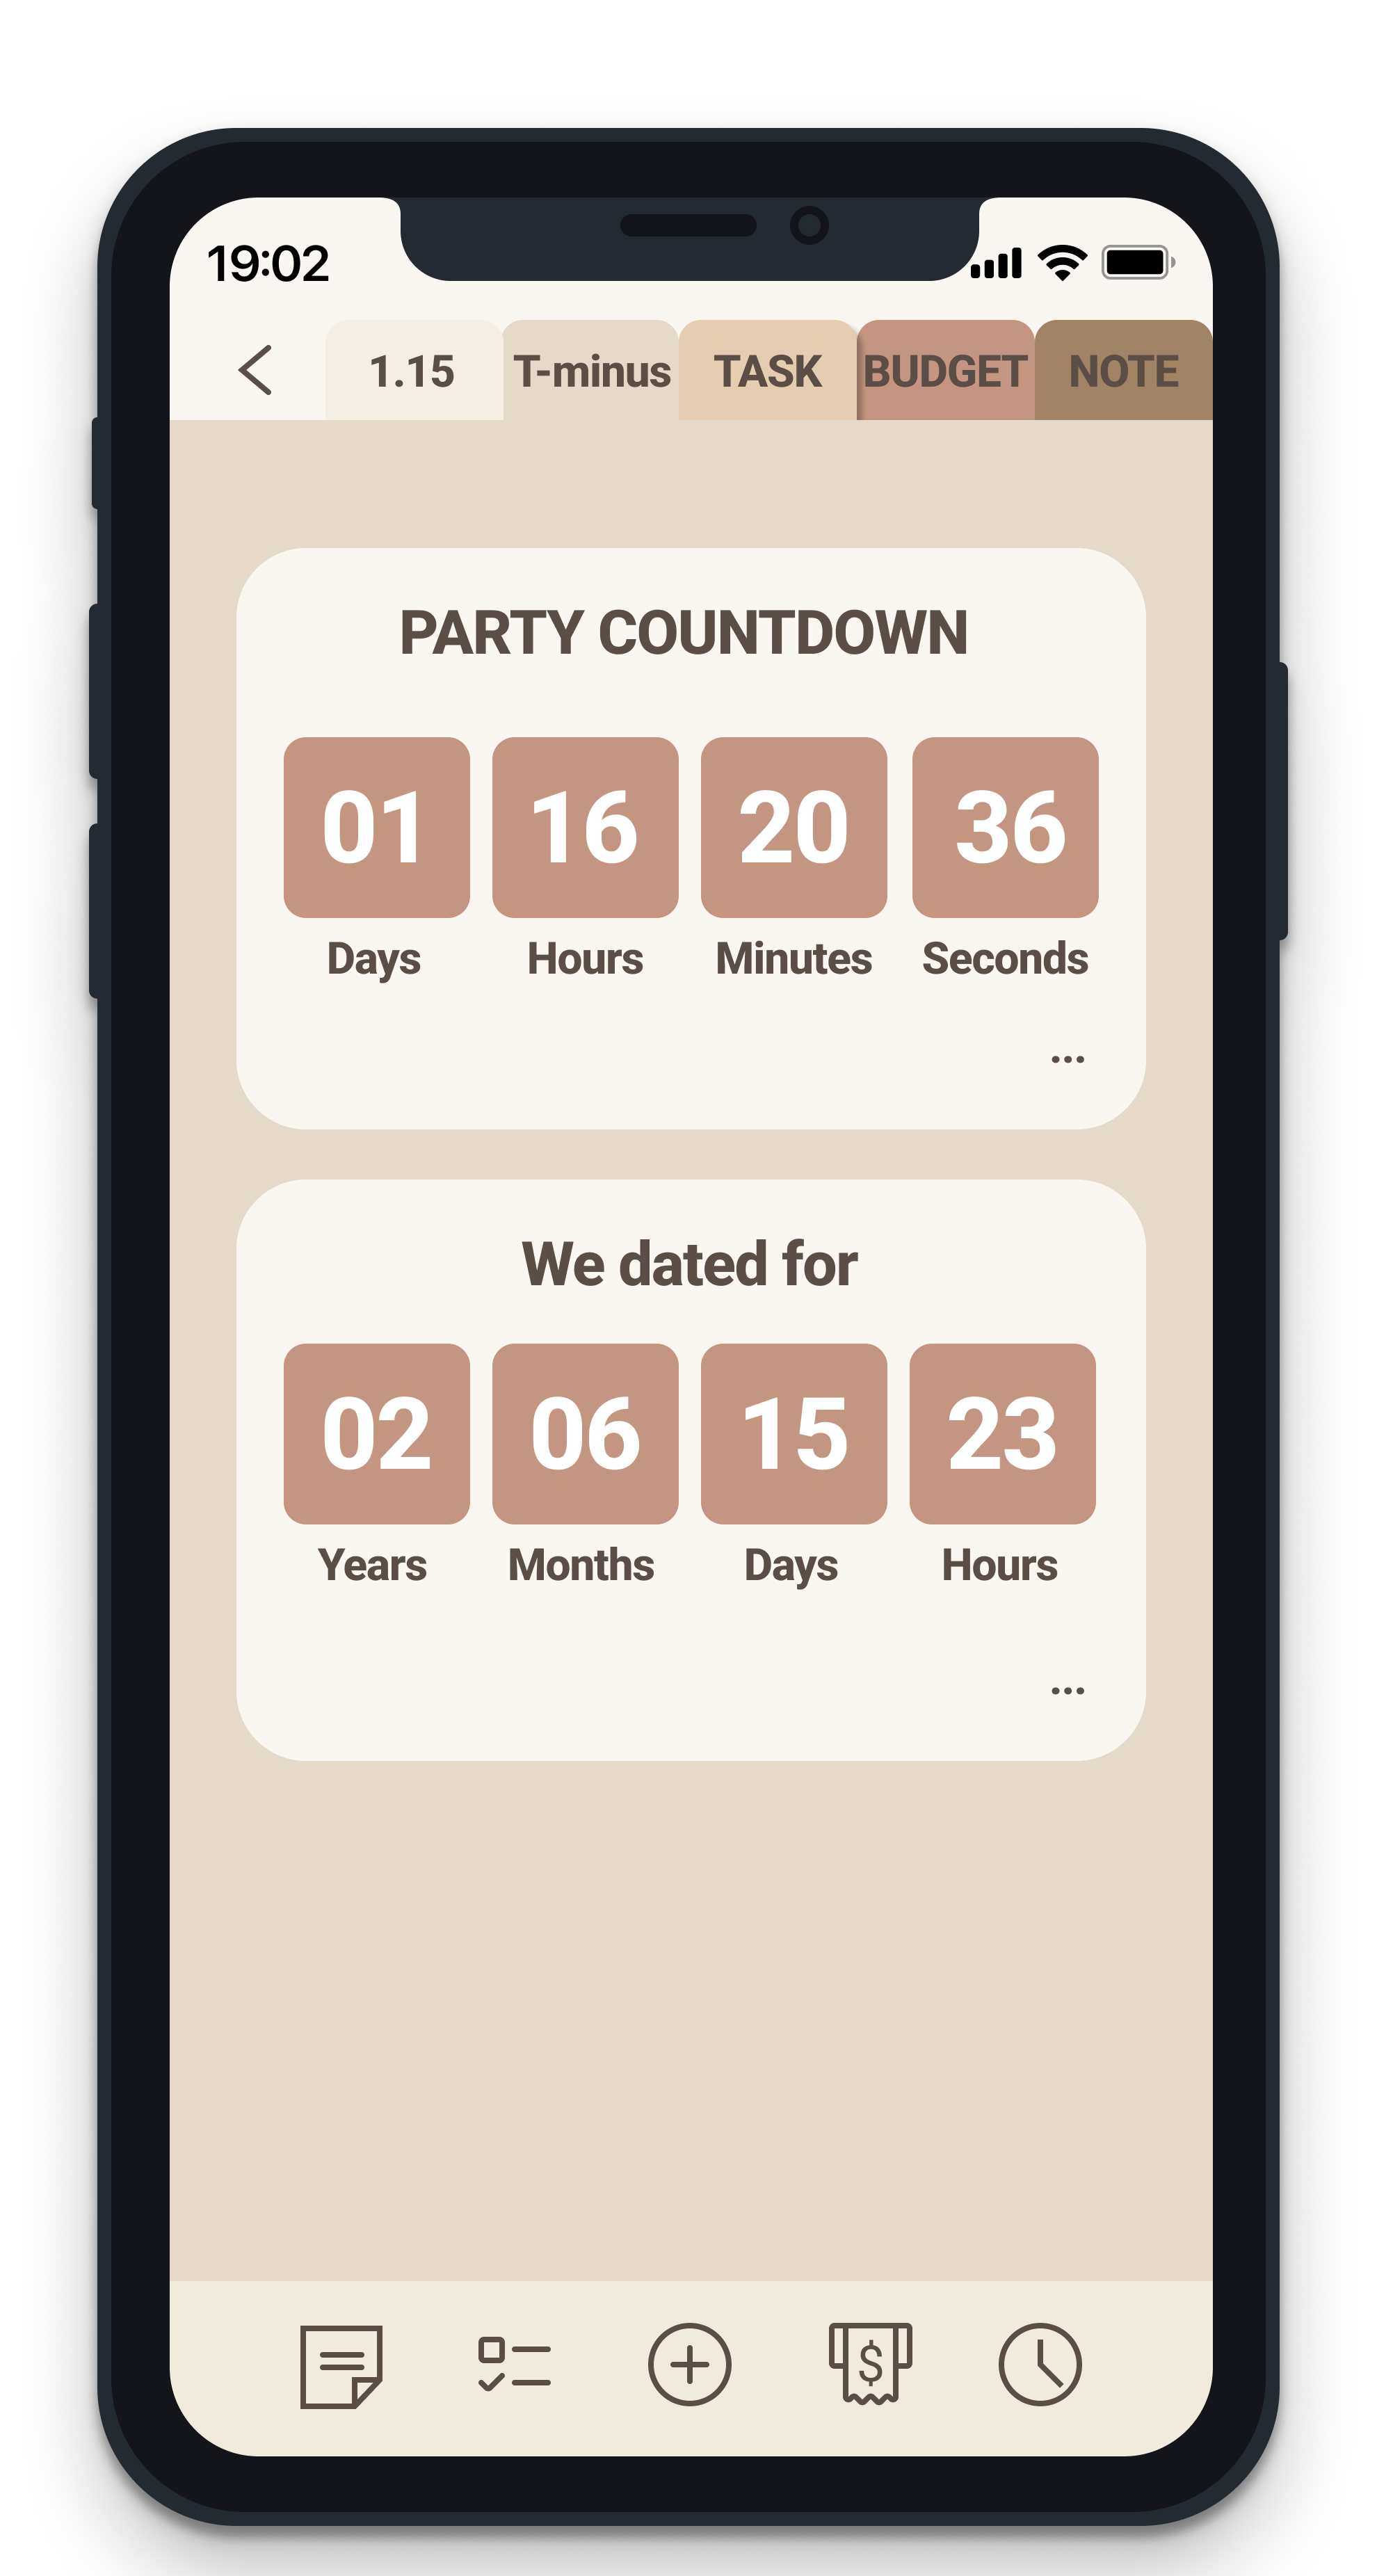 19:02
1.15 T-minus TASK BUDGET NOTE
PARTY COUNTDOWN
01 16 20 36
Days Hours Minutes Seconds
...
We dated for
02 06 15 23
Years Months Days Hours
...
$